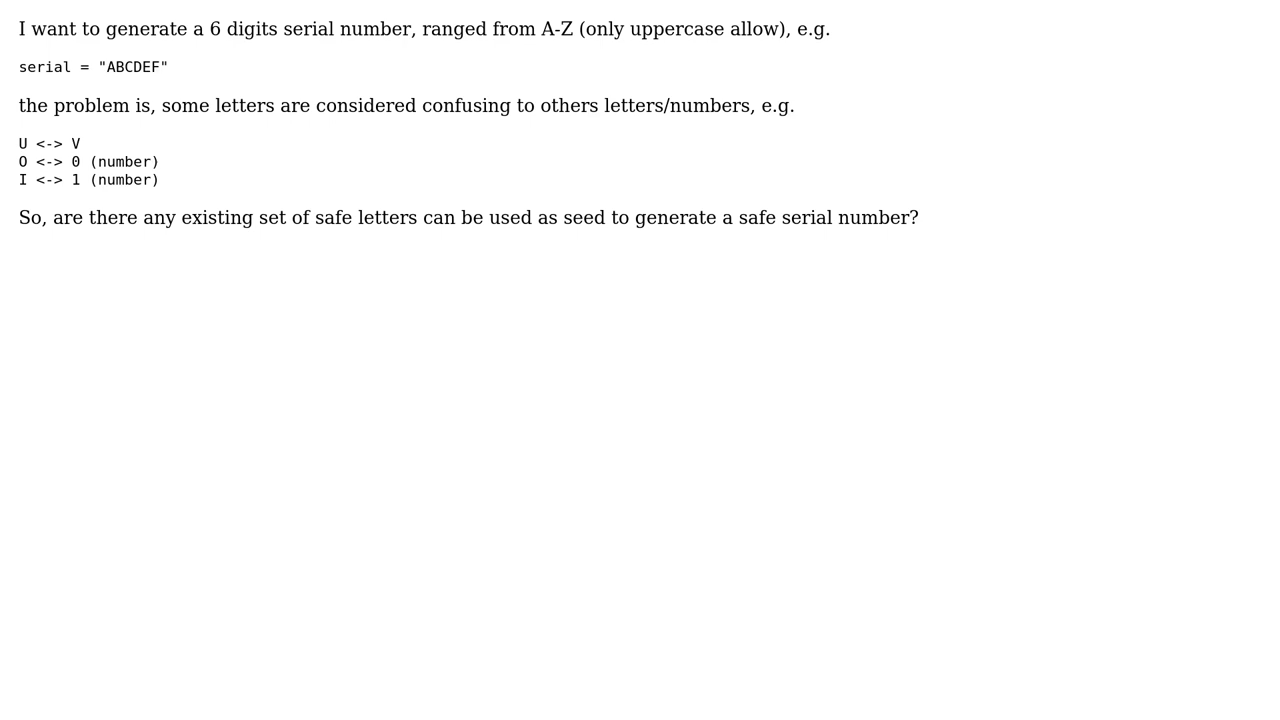 I want to generate a 6 digits serial number, ranged from A-Z (only uppercase allow), e.g.
serial = "ABCDEF"
the problem is, some letters are considered confusing to others letters/numbers, e.g.
U <-> V
O <-> 0 (number)
I <-> 1 (number)
So, are there any existing set of safe letters can be used as seed to generate a safe serial number?